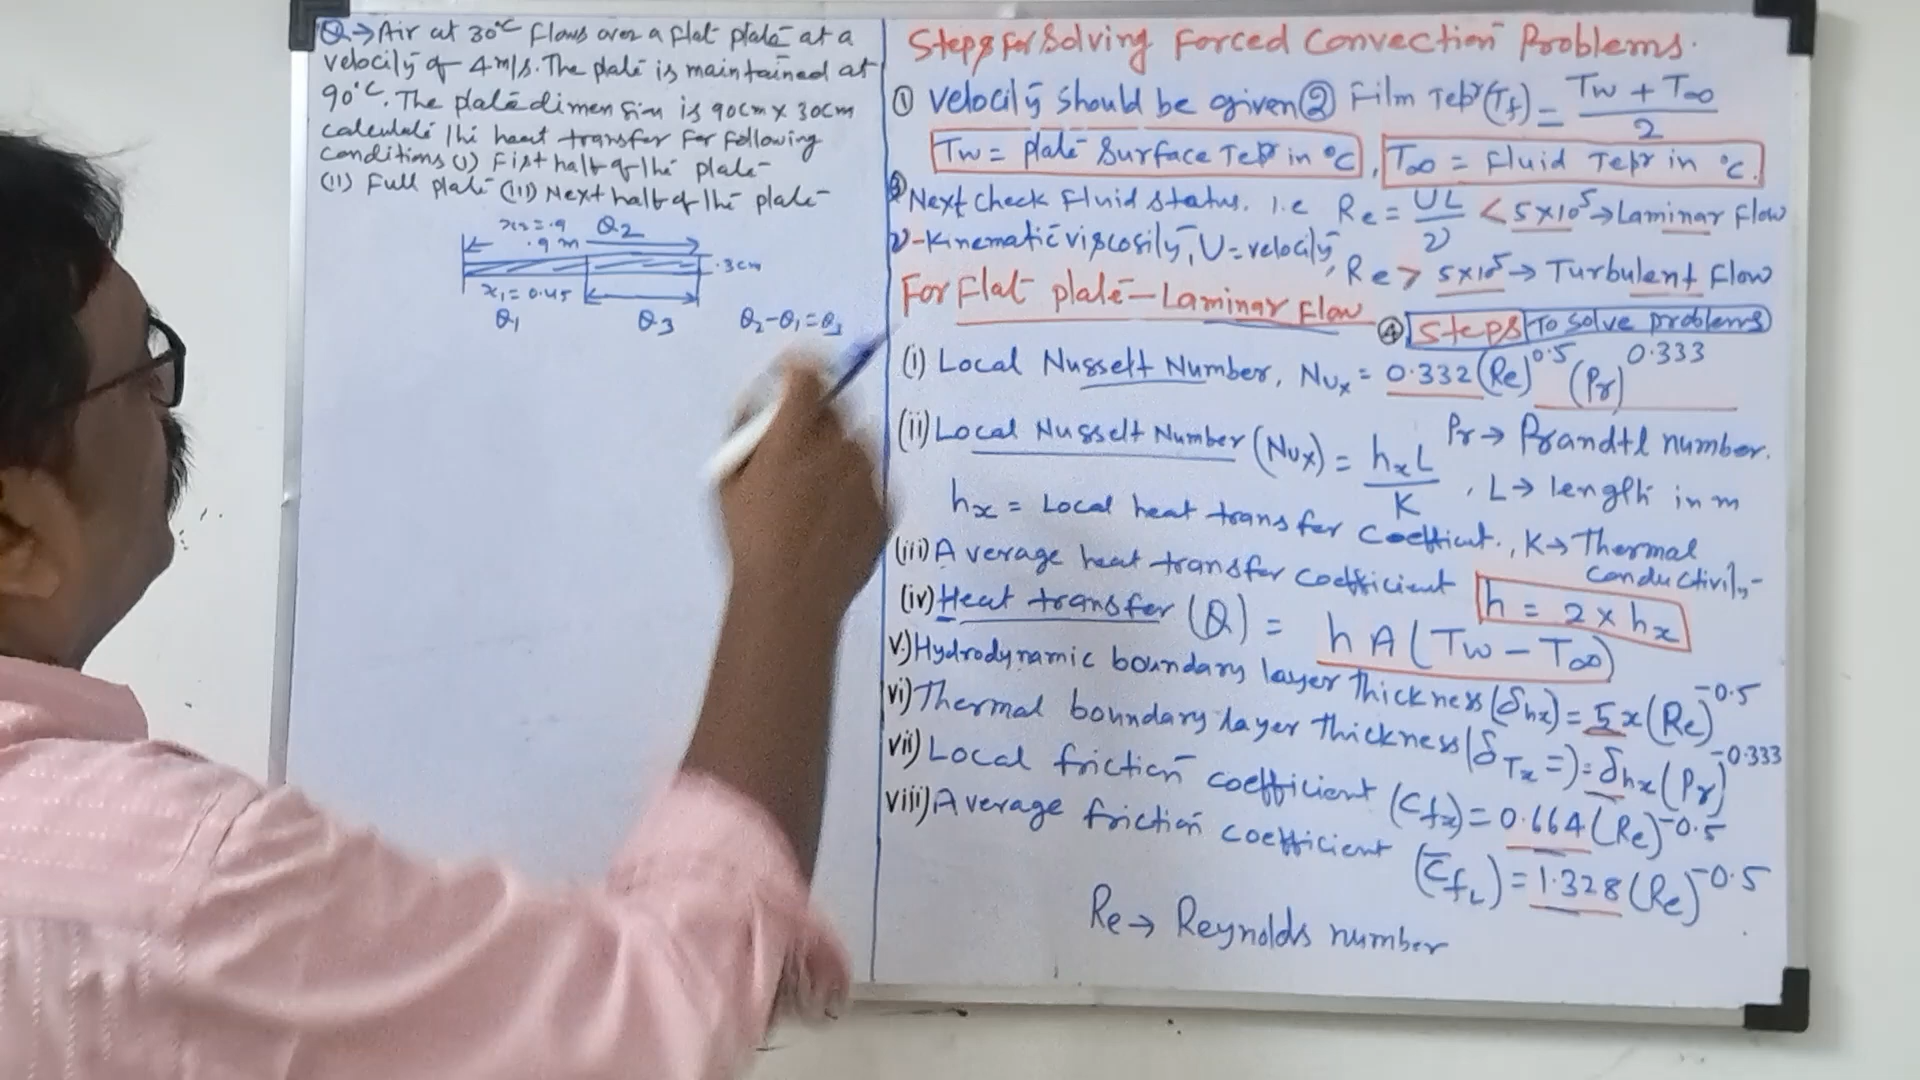 Q→ Air at 30°C flows over a flat plate at a
velocity of 4m/s. The plate is maintained at
90°C. The plate dimension is 90cm x 30cm
calculate the heat transfer for following
conditions (i) First half of the plate
(ii) Full plate (iii) Next half of the plate
x2=.9 Q2
.9 m
.3cm
x1=0.45
Q1 Q3 Q2-Q1=Q3
Steps for Solving Forced Convection Problems.
① Velocity should be given ② Film Tepr(Tf) = Tw + T∞ / 2
Tw = plate surface Tepr in °C, T∞ = Fluid Tepr in °C.
③ Next check Fluid status. i.e Re = UL/ν < 5x10^5 → Laminar flow
ν-Kinematic viscosity, U=velocity, Re > 5x10^5 → Turbulent flow
For Flat plate - Laminar Flow ④ Steps To solve problems
(i) Local Nusselt Number, Nux = 0.332 (Re)^0.5 (Pr)^0.333
Pr → Prandtl number.
(ii) Local Nusselt Number (Nux) = hxL/K, L→ length in m
hx = Local heat transfer coefficient., K→ Thermal conductivity
(iii) Average heat transfer coefficient h = 2 x hx
(iv) Heat transfer (Q) = hA(Tw - T∞)
v.) Hydrodynamic boundary layer thickness (δhx) = 5x(Re)^-0.5
vi) Thermal boundary layer thickness (δTx =) = δhx (Pr)^-0.333
vii) Local friction coefficient (Cfx) = 0.664 (Re)^-0.5
viii) Average friction coefficient (C̄fL) = 1.328 (Re)^-0.5
Re → Reynolds number